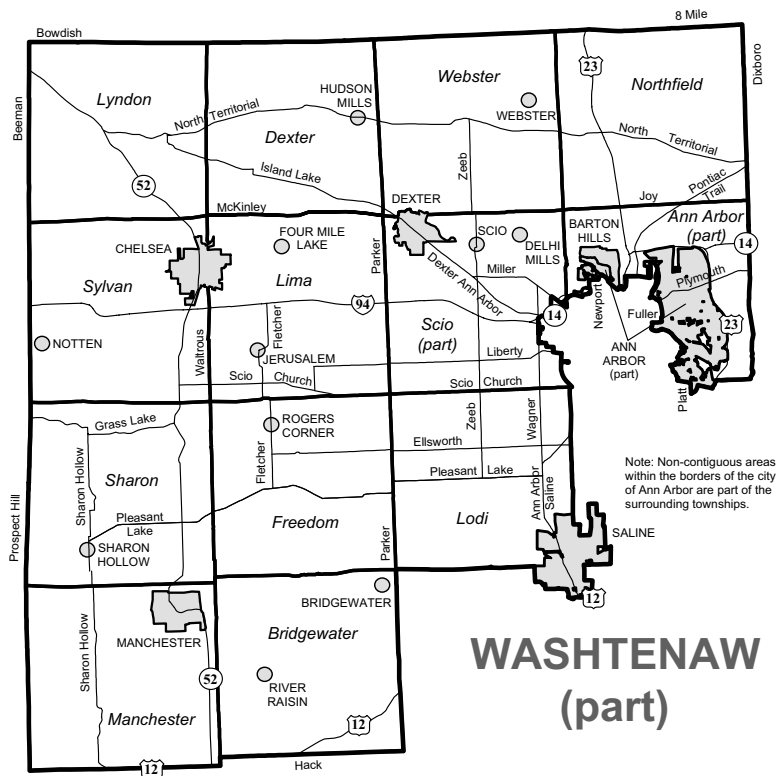 8 Mile
Bowdish
Dixboro
Beeman
23
Webster
Northfield
Lyndon
HUDSON
MILLS
WEBSTER
North Territorial
Dexter
North
Territorial
Zeeb
Island Lake
Pontiac
Trail
52
McKinley
DEXTER
Joy
Ann Arbor
(part)
14
CHELSEA
FOUR MILE
LAKE
Parker
SCIO
DELHI
MILLS
BARTON
HILLS
Sylvan
Lima
Miller
Dexter Ann Arbor
Newport
Plymouth
94
14
Fuller
23
Scio
(part)
NOTTEN
Waltrous
Fletcher
JERUSALEM
Liberty
ANN
ARBOR
(part)
Scio Church
Scio Church
Platt
Grass Lake
ROGERS
CORNER
Zeeb
Wagner
Fletcher
Ellsworth
Sharon Hollow
Sharon
Pleasant Lake
Ann Arbor
Saline
Note: Non-contiguous areas
within the borders of the city
of Ann Arbor are part of the
surrounding townships.
Prospect Hill
Pleasant
Lake
Freedom
Lodi
SALINE
SHARON
HOLLOW
Parker
BRIDGEWATER
12
MANCHESTER
Bridgewater
Sharon Hollow
WASHTENAW
(part)
52
RIVER
RAISIN
Manchester
12
Hack
12